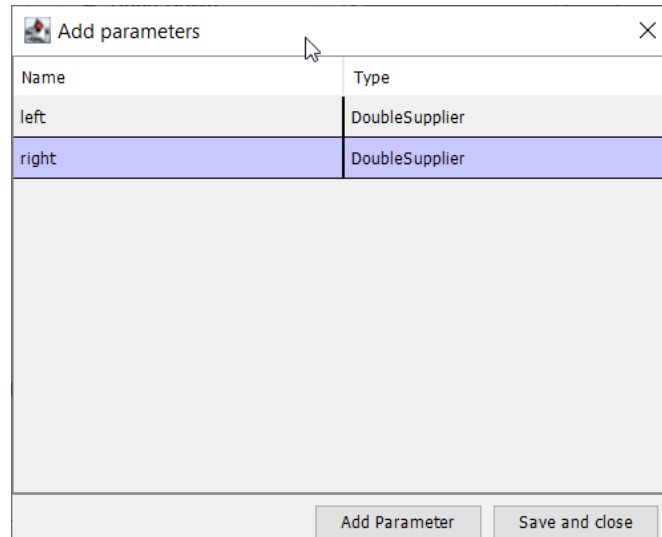 Add parameters
Name Type
left DoubleSupplier
right DoubleSupplier
Add Parameter Save and close